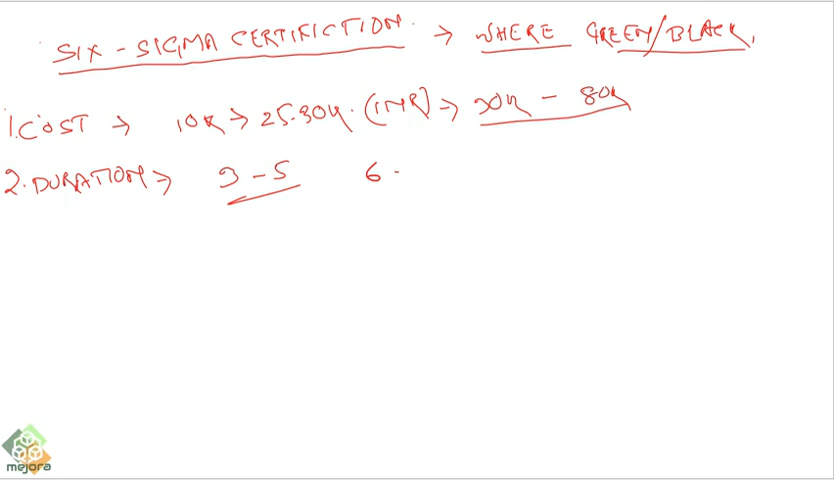 SIX-SIGMA CERTIFICTION. → WHERE GREEN/BLACK.
1. COST → 10K → 25-30K. (INR) → 30K - 80K
2. DURATION → 3-5 6-
mejora